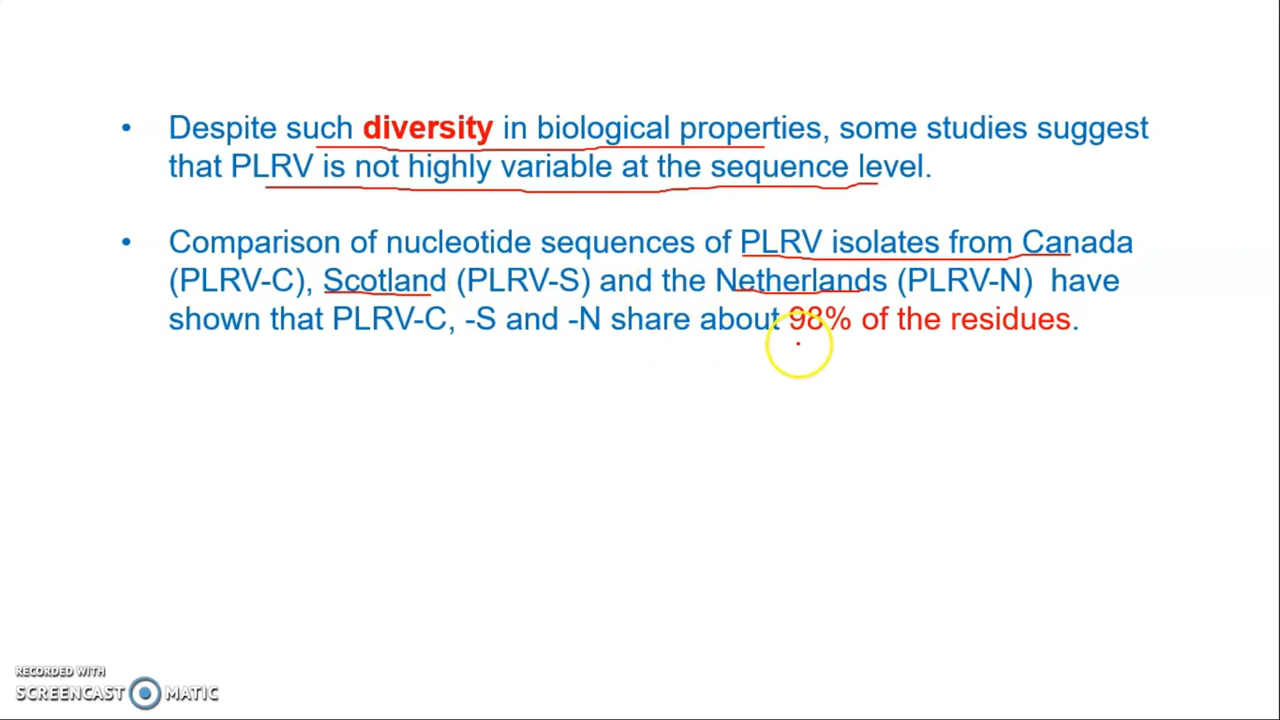 • Despite such diversity in biological properties, some studies suggest
that PLRV is not highly variable at the sequence level.
• Comparison of nucleotide sequences of PLRV isolates from Canada
(PLRV-C), Scotland (PLRV-S) and the Netherlands (PLRV-N) have
shown that PLRV-C, -S and -N share about 98% of the residues.
RECORDED WITH
SCREENCAST MATIC